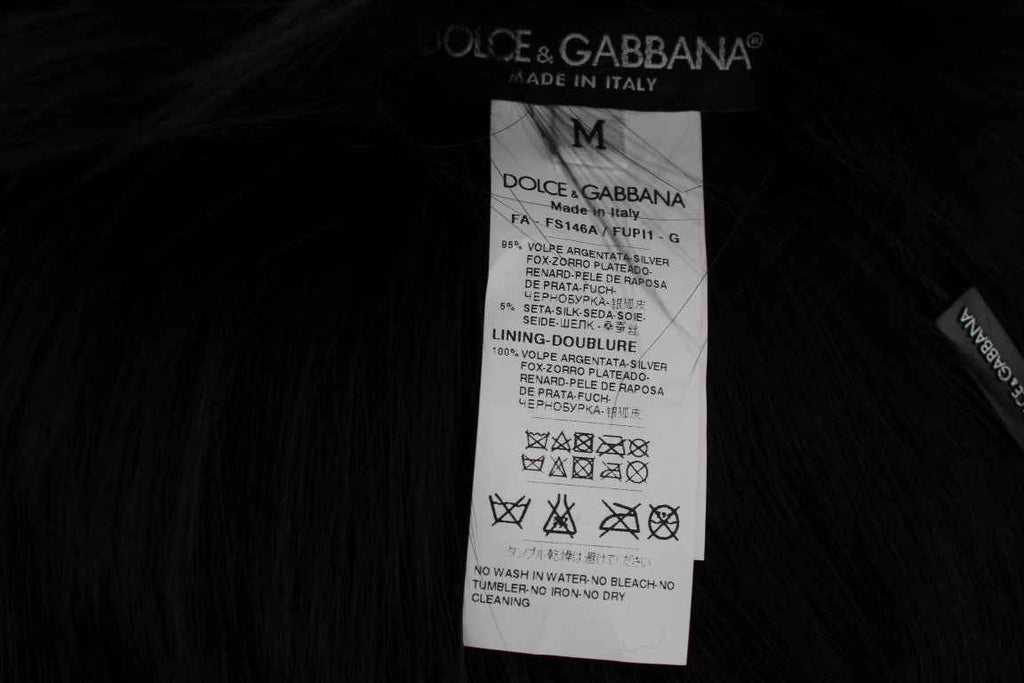 DOLCE & GABBANA®
MADE IN ITALY
M
DOLCE & GABBANA
Made in Italy
FA - FS146A / FUPI1 - G
95% VOLPE ARGENTATA-SILVER
FOX-ZORRO PLATEADO-
RENARD-PELE DE RAPOSA
DE PRATA-FUCH-
ЧЕРНОБУРКА-银狐皮
5% SETA-SILK-SEDA-SOIE-
SEIDE-ШЕЛК-桑蚕丝
LINING-DOUBLURE
100% VOLPE ARGENTATA-SILVER
FOX-ZORRO PLATEADO-
RENARD-PELE DE RAPOSA
DE PRATA-FUCH-
ЧЕРНОБУРКА-银狐皮
タンブル乾燥は避けてください
NO WASH IN WATER-NO BLEACH-NO
TUMBLER-NO IRON-NO DRY
CLEANING
& GABBANA